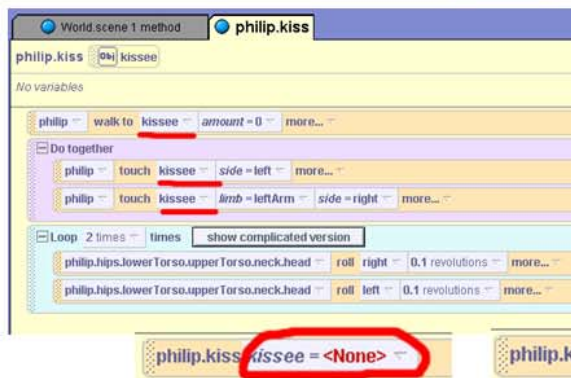 World.scene 1 method philip.kiss
philip.kiss Obj kissee
No variables
philip walk to kissee amount = 0 more...
Do together
philip touch kissee side = left more...
philip touch kissee limb = leftArm side = right more...
Loop 2 times times show complicated version
philip.hips.lowerTorso.upperTorso.neck.head roll right 0.1 revolutions more...
philip.hips.lowerTorso.upperTorso.neck.head roll left 0.1 revolutions more...
philip.kiss kissee = <None> philip.k